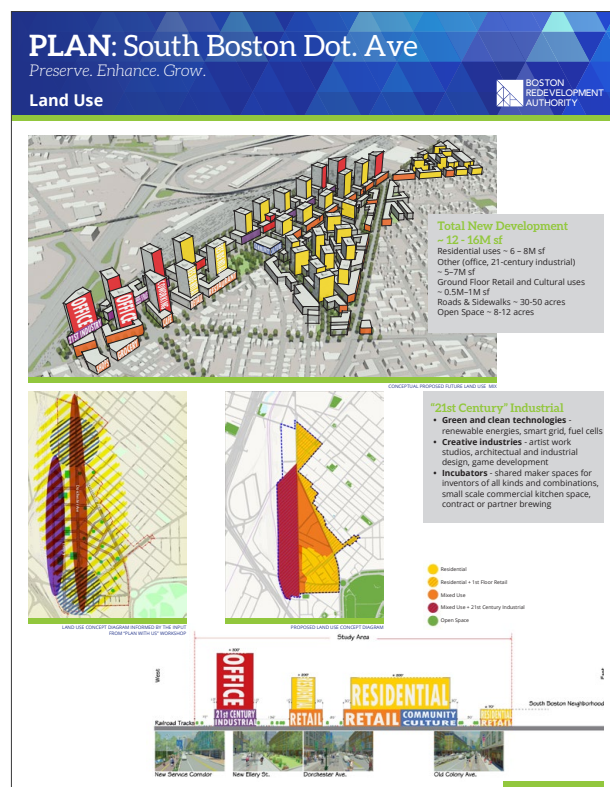 PLAN: South Boston Dot. Ave
Preserve. Enhance. Grow.
Land Use
BOSTON
REDEVELOPMENT
AUTHORITY
OFFICE
21ST INDUSTRY
OFFICE
Total New Development
~ 12 - 16M sf
Residential uses ~ 6 – 8M sf
Other (office, 21-century industrial)
~ 5–7M sf
Ground Floor Retail and Cultural uses
~ 0.5M–1M sf
Roads & Sidewalks ~ 30-50 acres
Open Space ~ 8-12 acres
CONCEPTUAL PROPOSED FUTURE LAND USE MIX
"21st Century" Industrial
• Green and clean technologies -
renewable energies, smart grid, fuel cells
• Creative industries - artist work
studios, architectural and industrial
design, game development
• Incubators - shared maker spaces for
inventors of all kinds and combinations,
small scale commercial kitchen space,
contract or partner brewing
Residential
Residential + 1st Floor Retail
Mixed Use
Mixed Use + 21st Century Industrial
Open Space
LAND USE CONCEPT DIAGRAM INFORMED BY THE INPUT
FROM "PLAN WITH US" WORKSHOP
PROPOSED LAND USE CONCEPT DIAGRAM
Study Area
West
OFFICE
21st CENTURY
INDUSTRIAL
RESIDENTIAL
RETAIL
RESIDENTIAL
RETAIL
COMMUNITY
CULTURE
RESIDENTIAL
RETAIL
East
South Boston Neighborhood
Railroad Tracks
New Service Corridor
New Ellery St.
Dorchester Ave.
Old Colony Ave.